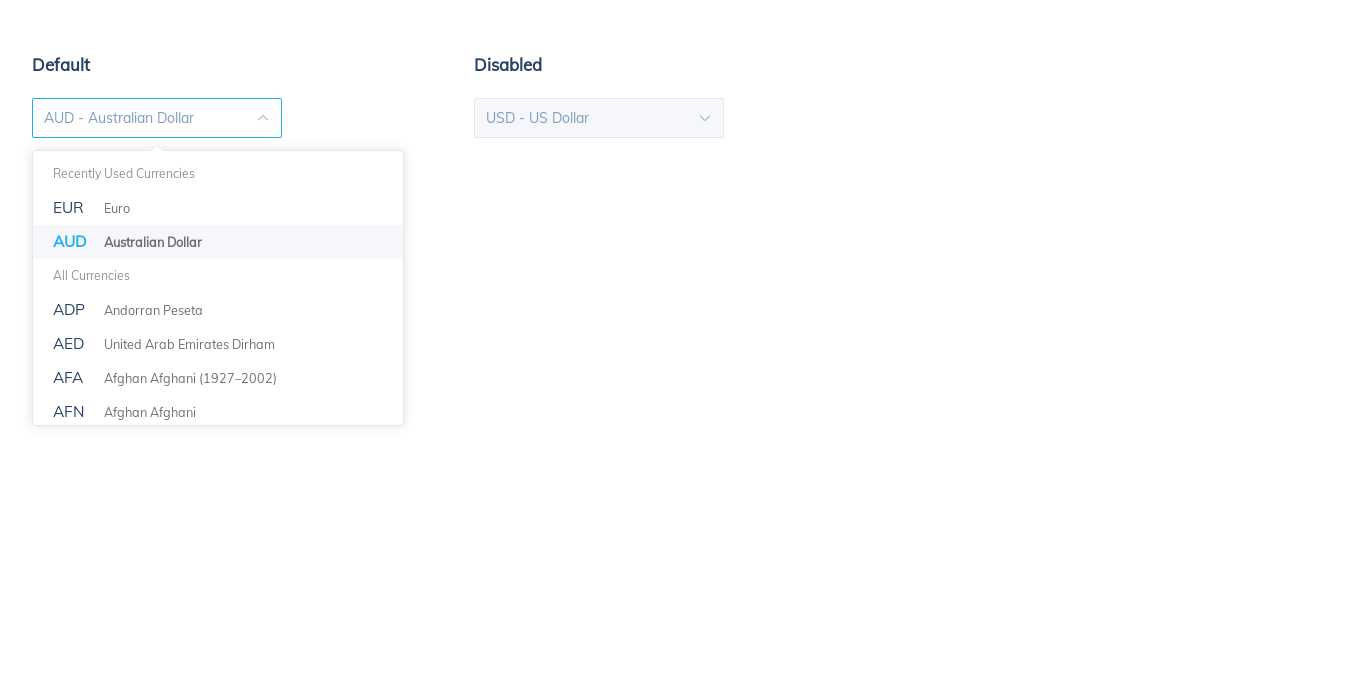 Default
Disabled
AUD - Australian Dollar
USD - US Dollar
Recently Used Currencies
EUR Euro
AUD Australian Dollar
All Currencies
ADP Andorran Peseta
AED United Arab Emirates Dirham
AFA Afghan Afghani (1927–2002)
AFN Afghan Afghani